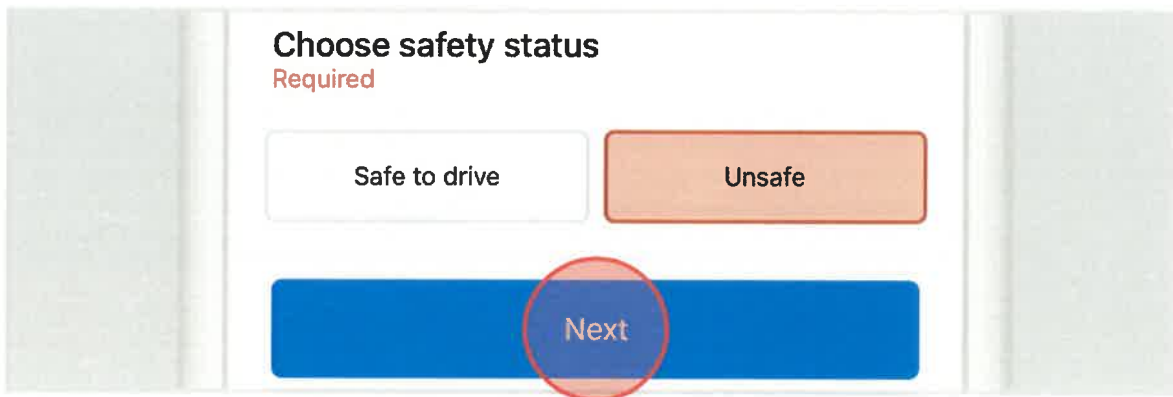 Choose safety status
Required
Safe to drive
Unsafe
Next